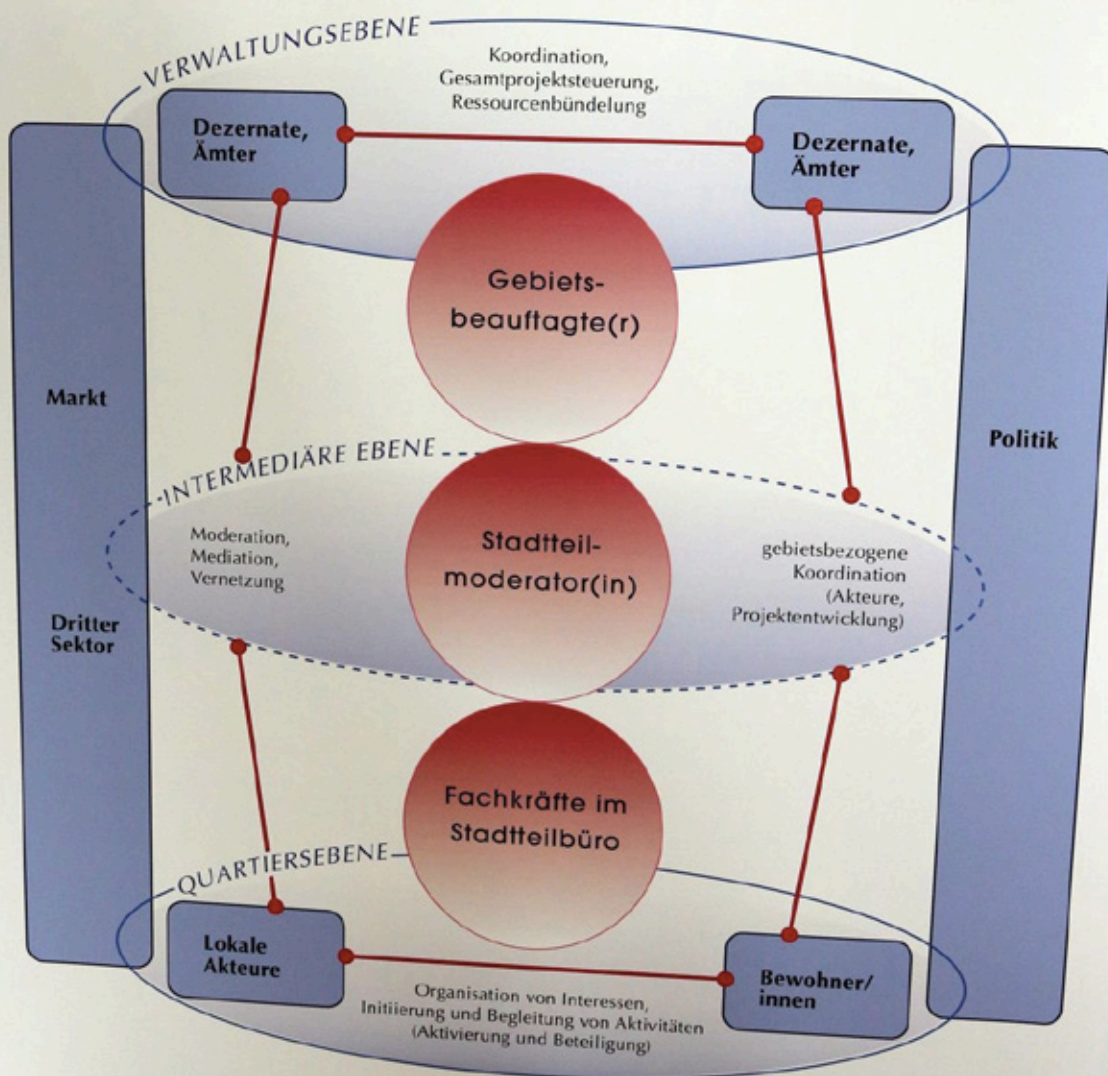 VERWALTUNGSEBENE
Koordination,
Gesamtprojektsteuerung,
Ressourcenbündelung
Dezernate,
Ämter
Dezernate,
Ämter
Gebiets-
beauftagte(r)
Markt
Politik
INTERMEDIÄRE EBENE
Moderation,
Mediation,
Vernetzung
Stadtteil-
moderator(in)
gebietsbezogene
Koordination
(Akteure,
Projektentwicklung)
Dritter
Sektor
Fachkräfte im
Stadtteilbüro
QUARTIERSEBENE
Lokale
Akteure
Bewohner/
innen
Organisation von Interessen,
Initiierung und Begleitung von Aktivitäten
(Aktivierung und Beteiligung)